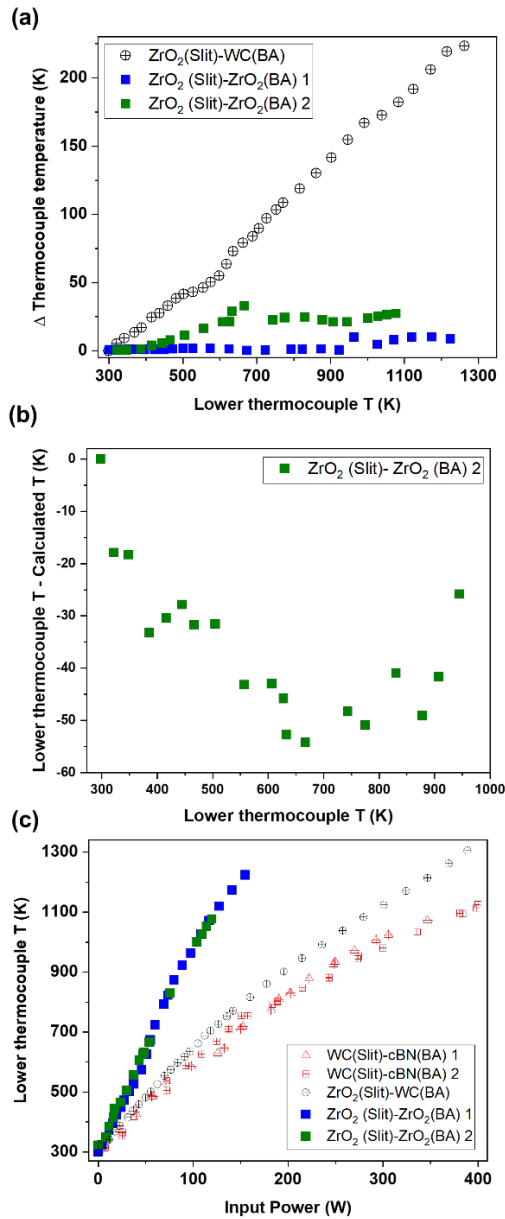 (a)
ZrO₂(Slit)-WC(BA)
ZrO₂ (Slit)-ZrO₂(BA) 1
ZrO₂ (Slit)-ZrO₂(BA) 2
Δ Thermocouple temperature (K)
200
150
100
50
0
300 500 700 900 1100 1300
Lower thermocouple T (K)
(b)
ZrO₂ (Slit)- ZrO₂ (BA) 2
Lower thermocouple T - Calculated T (K)
0
-10
-20
-30
-40
-50
-60
300 400 500 600 700 800 900 1000
Lower thermocouple T (K)
(c)
Lower thermocouple T (K)
1300
1100
900
700
500
300
WC(Slit)-cBN(BA) 1
WC(Slit)-cBN(BA) 2
ZrO₂(Slit)-WC(BA)
ZrO₂ (Slit)-ZrO₂(BA) 1
ZrO₂ (Slit)-ZrO₂(BA) 2
0 100 200 300 400
Input Power (W)